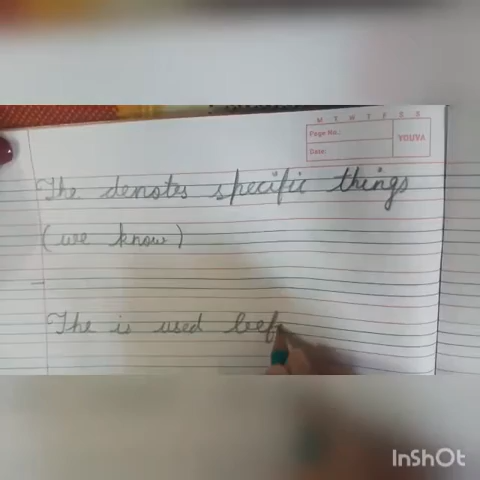 M T W T F S S
Page No.:
YOUVA
Date:
The denotes specific things
(we know)
The is used bef
InShOt